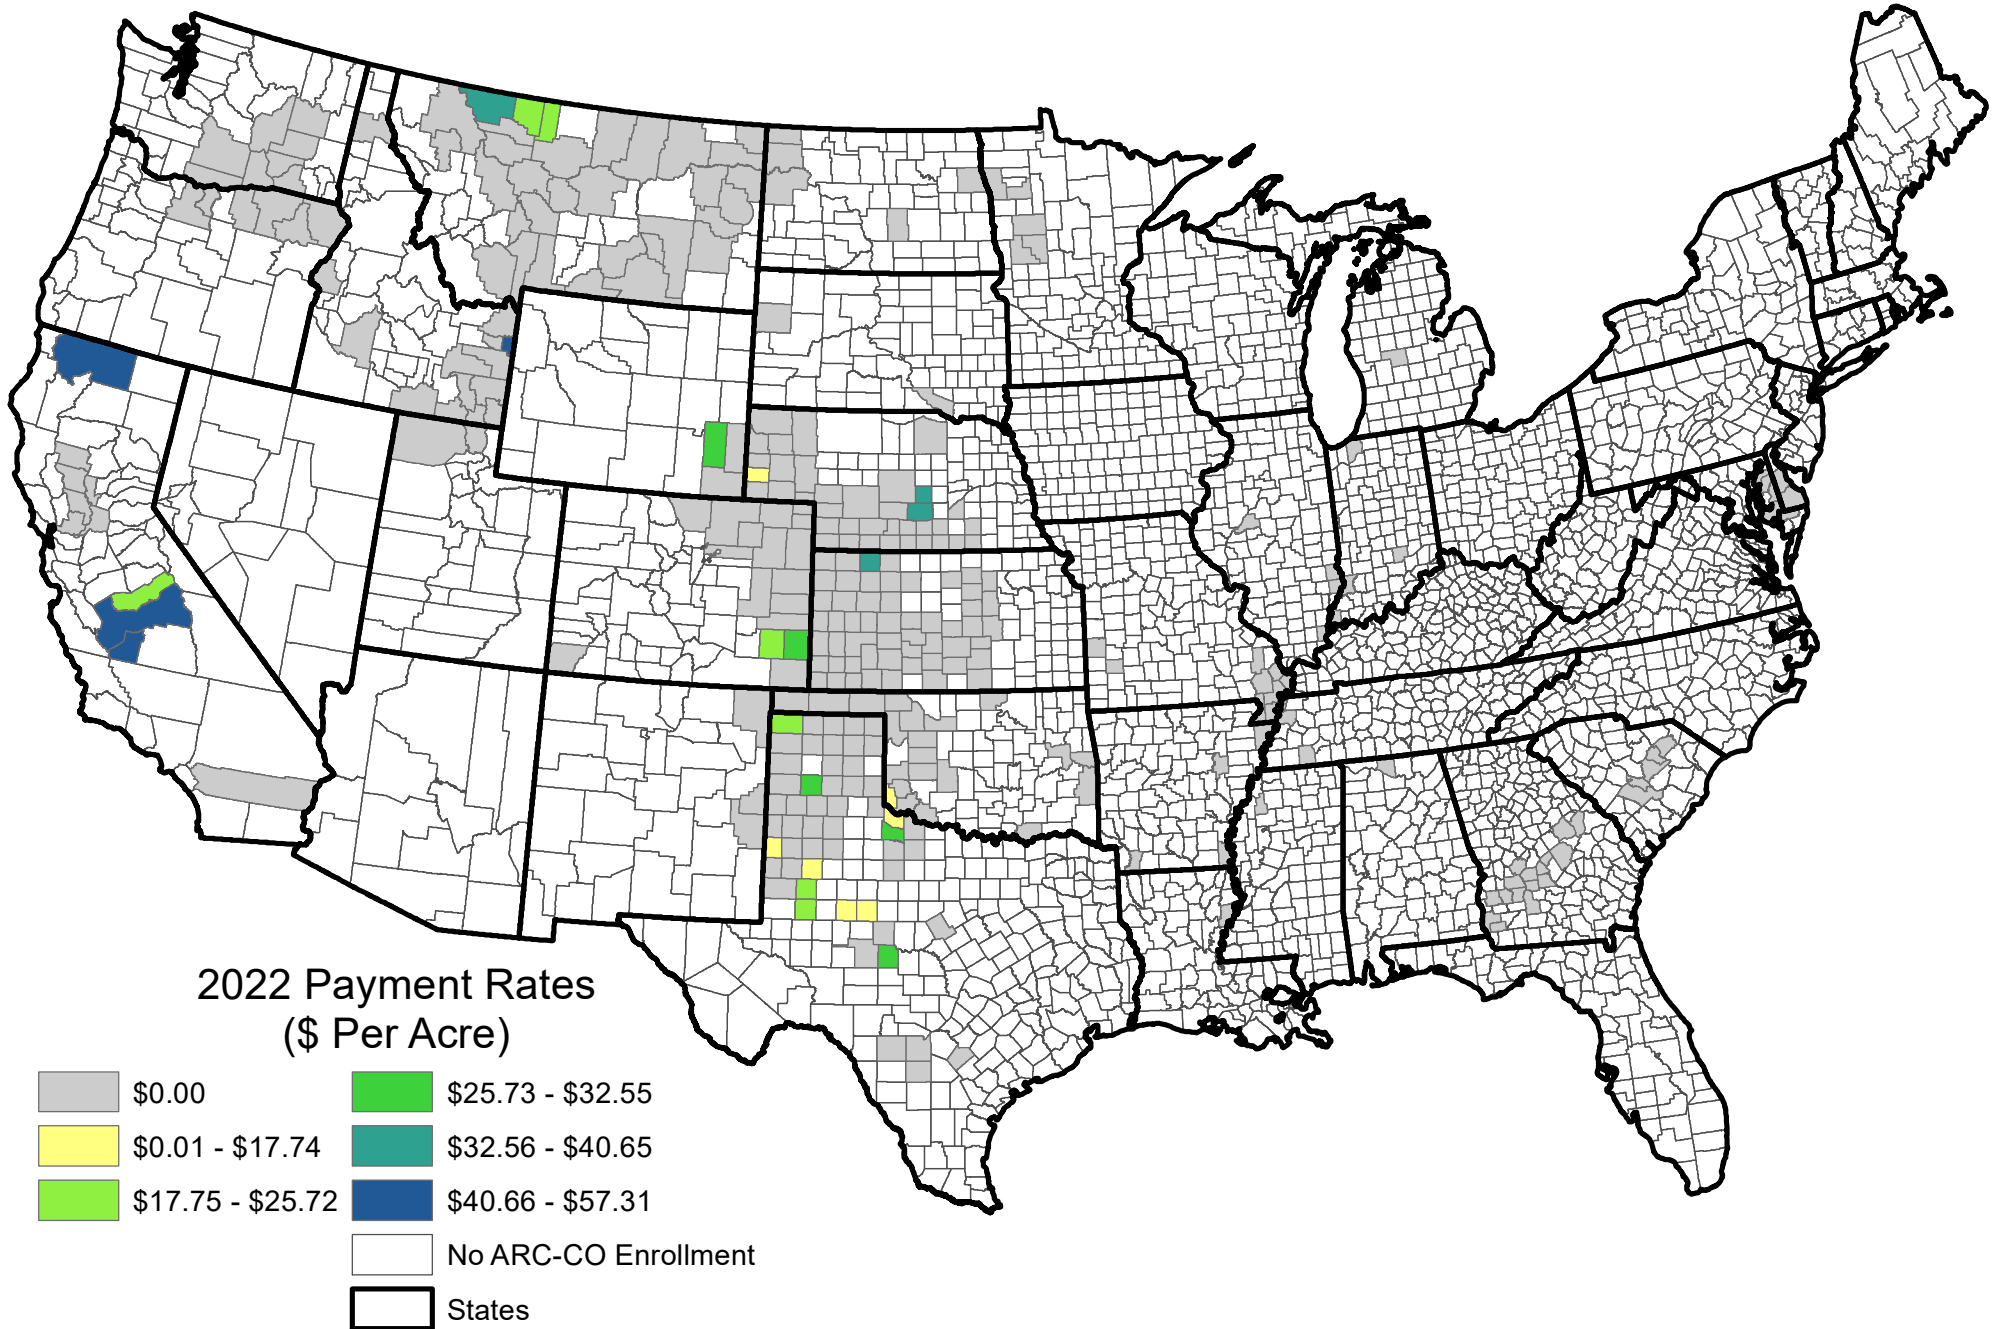 2022 Payment Rates
($ Per Acre)
$0.00
$0.01 - $17.74
$17.75 - $25.72
$25.73 - $32.55
$32.56 - $40.65
$40.66 - $57.31
No ARC-CO Enrollment
States